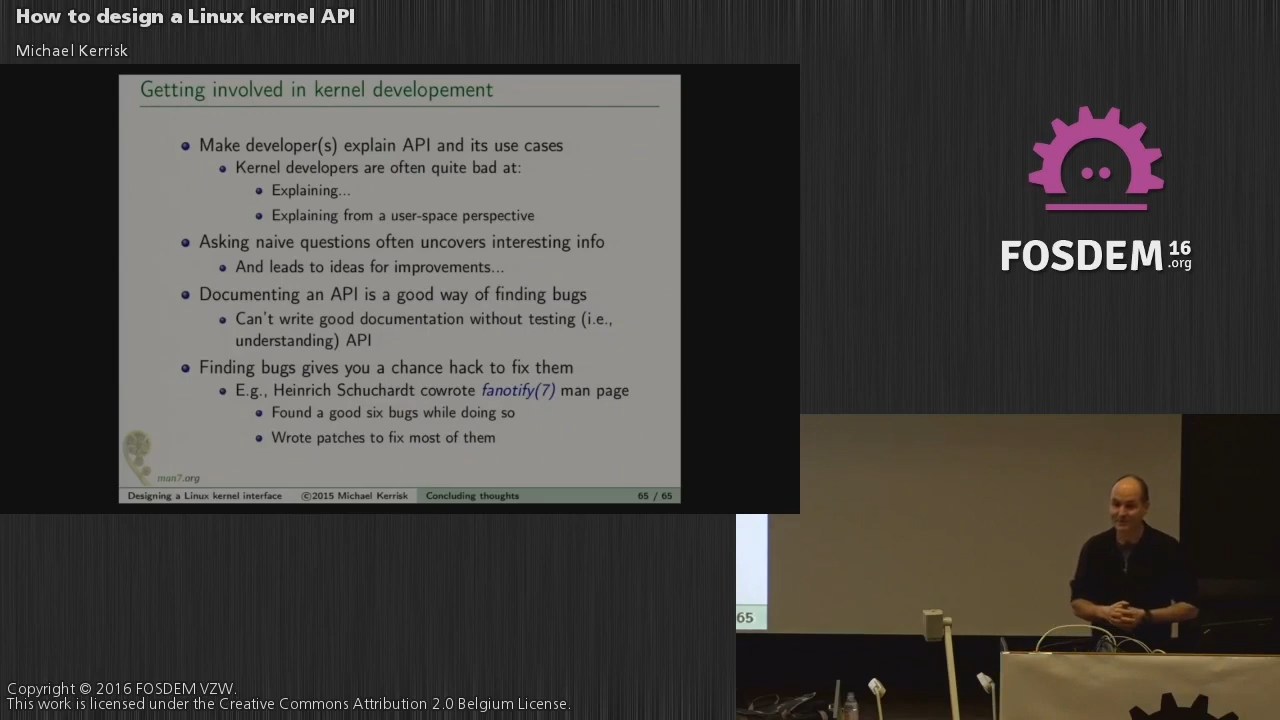 How to design a Linux kernel API
Michael Kerrisk
Getting involved in kernel developement
Make developer(s) explain API and its use cases
Kernel developers are often quite bad at:
Explaining...
Explaining from a user-space perspective
Asking naive questions often uncovers interesting info
And leads to ideas for improvements...
Documenting an API is a good way of finding bugs
Can't write good documentation without testing (i.e.,
understanding) API
Finding bugs gives you a chance hack to fix them
E.g., Heinrich Schuchardt cowrote fanotify(7) man page
Found a good six bugs while doing so
Wrote patches to fix most of them
man7.org
Designing a Linux kernel interface ©2015 Michael Kerrisk Concluding thoughts 65 / 65
FOSDEM 16
.org
65
Copyright © 2016 FOSDEM VZW.
This work is licensed under the Creative Commons Attribution 2.0 Belgium License.